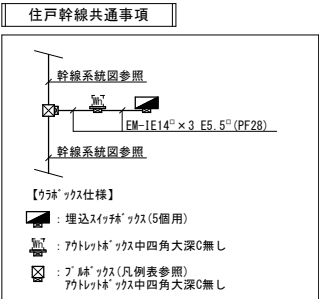 住戸幹線共通事項
幹線系統図参照
Wh
EM-IE14□×3 E5.5□(PF28)
幹線系統図参照
【ｳﾗﾎﾞｯｸｽ仕様】
：埋込ｽｲｯﾁﾎﾞｯｸｽ(5個用)
Wh ：ｱｳﾄﾚｯﾄﾎﾞｯｸｽ中四角大深C無し
：ﾌﾟﾙﾎﾞｯｸｽ(凡例表参照)
ｱｳﾄﾚｯﾄﾎﾞｯｸｽ中四角大深C無し